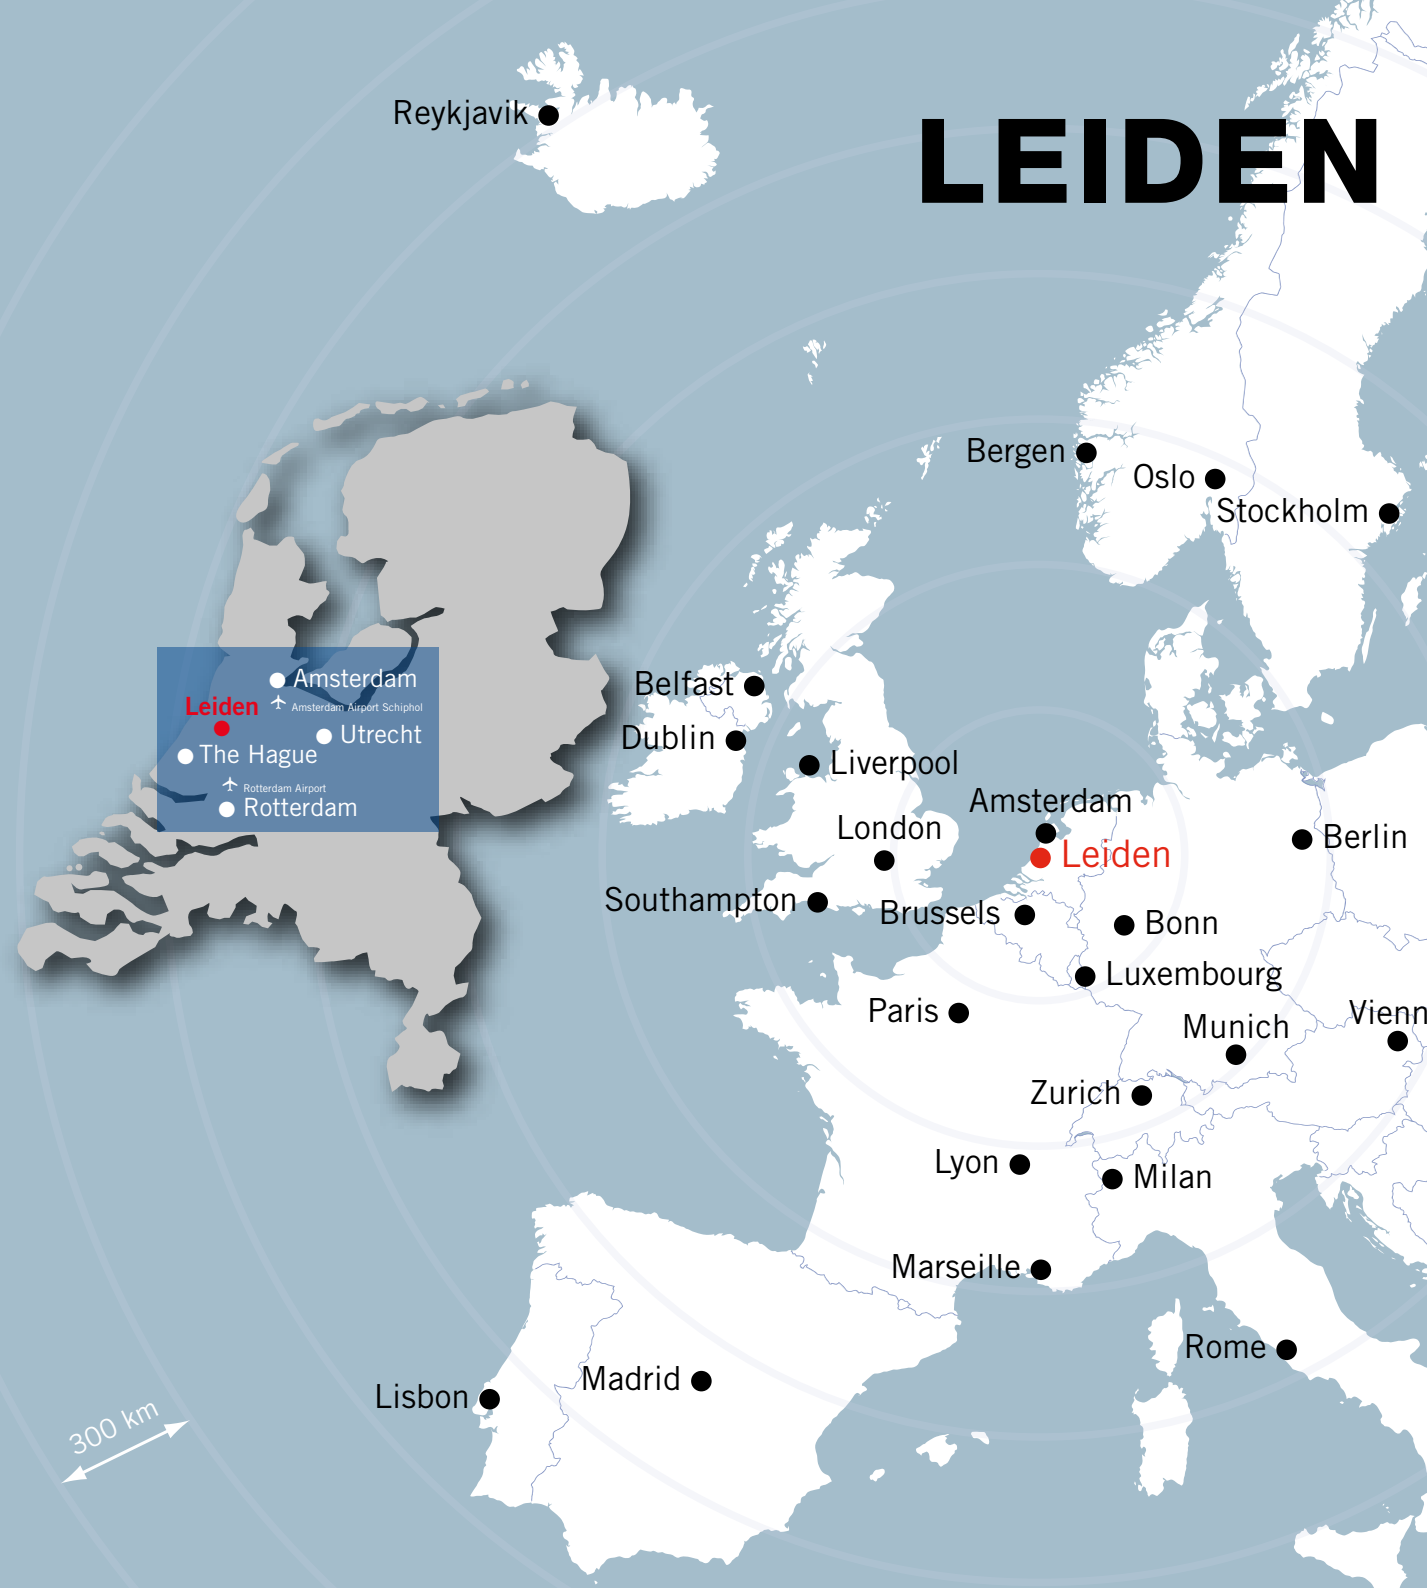 Reykjavik
LEIDEN
Bergen
Oslo
Stockholm
Belfast
Dublin
Liverpool
Amsterdam
London
Leiden
Berlin
Southampton
Brussels
Bonn
Luxembourg
Paris
Munich
Vienn
Zurich
Lyon
Milan
Marseille
Rome
Madrid
Lisbon
300 km
Amsterdam
Leiden
Amsterdam Airport Schiphol
Utrecht
The Hague
Rotterdam Airport
Rotterdam